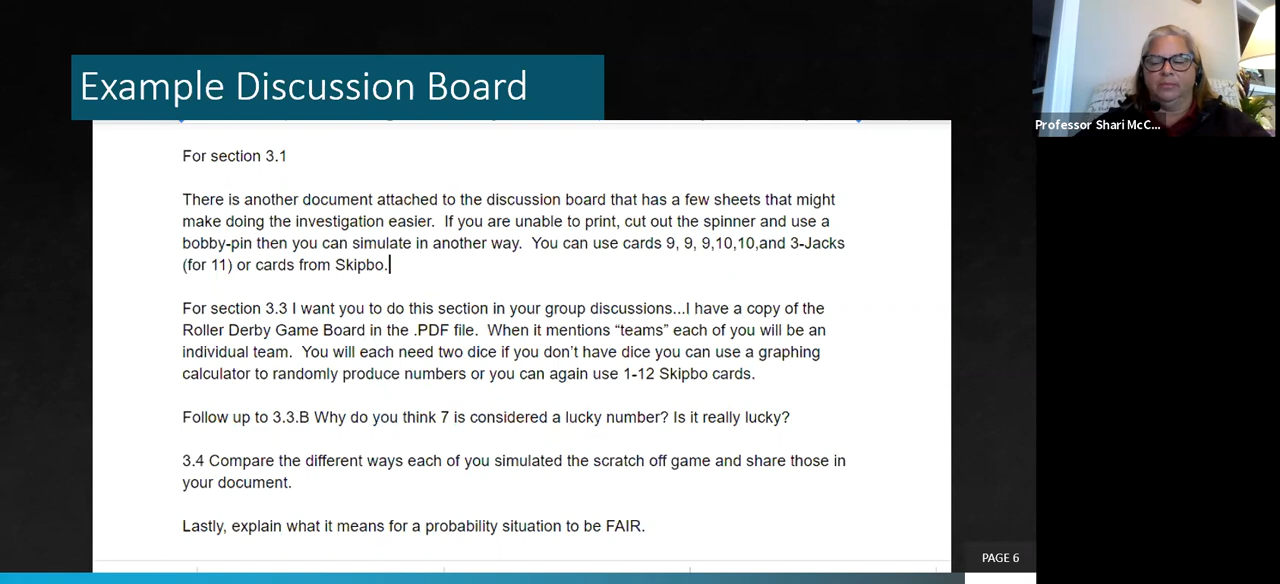 Example Discussion Board
Professor Shari McC...
For section 3.1
There is another document attached to the discussion board that has a few sheets that might
make doing the investigation easier.  If you are unable to print, cut out the spinner and use a
bobby-pin then you can simulate in another way.  You can use cards 9, 9, 9,10,10,and 3-Jacks
(for 11) or cards from Skipbo.
For section 3.3 I want you to do this section in your group discussions...I have a copy of the
Roller Derby Game Board in the .PDF file.  When it mentions “teams” each of you will be an
individual team.  You will each need two dice if you don’t have dice you can use a graphing
calculator to randomly produce numbers or you can again use 1-12 Skipbo cards.
Follow up to 3.3.B Why do you think 7 is considered a lucky number? Is it really lucky?
3.4 Compare the different ways each of you simulated the scratch off game and share those in
your document.
Lastly, explain what it means for a probability situation to be FAIR.
PAGE 6